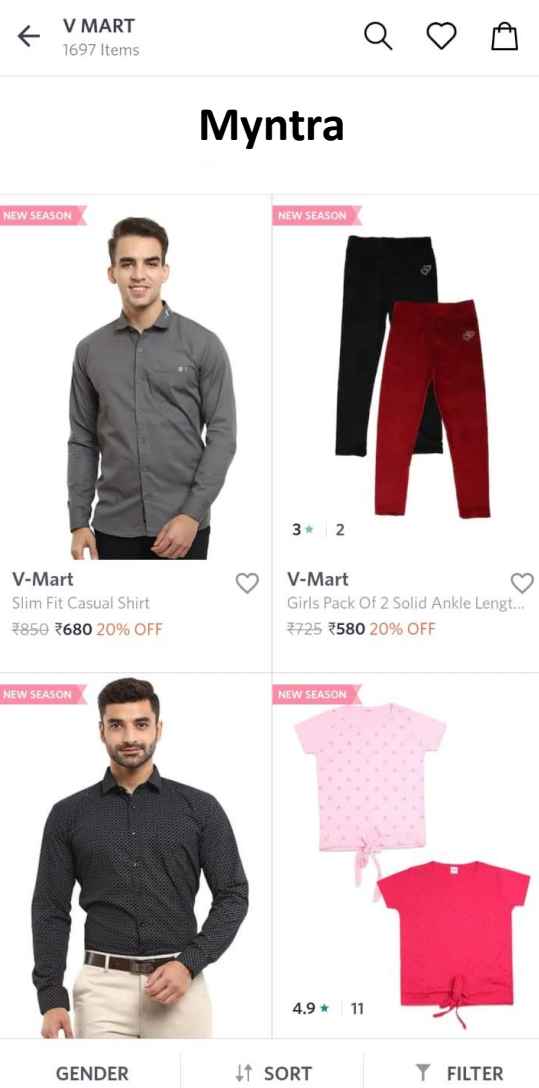 V MART
1697 Items
Myntra
NEW SEASON
NEW SEASON
3 ★ | 2
V-Mart
Slim Fit Casual Shirt
₹850 ₹680 20% OFF
V-Mart
Girls Pack Of 2 Solid Ankle Lengt...
₹725 ₹580 20% OFF
NEW SEASON
NEW SEASON
4.9 ★ | 11
GENDER
SORT
FILTER